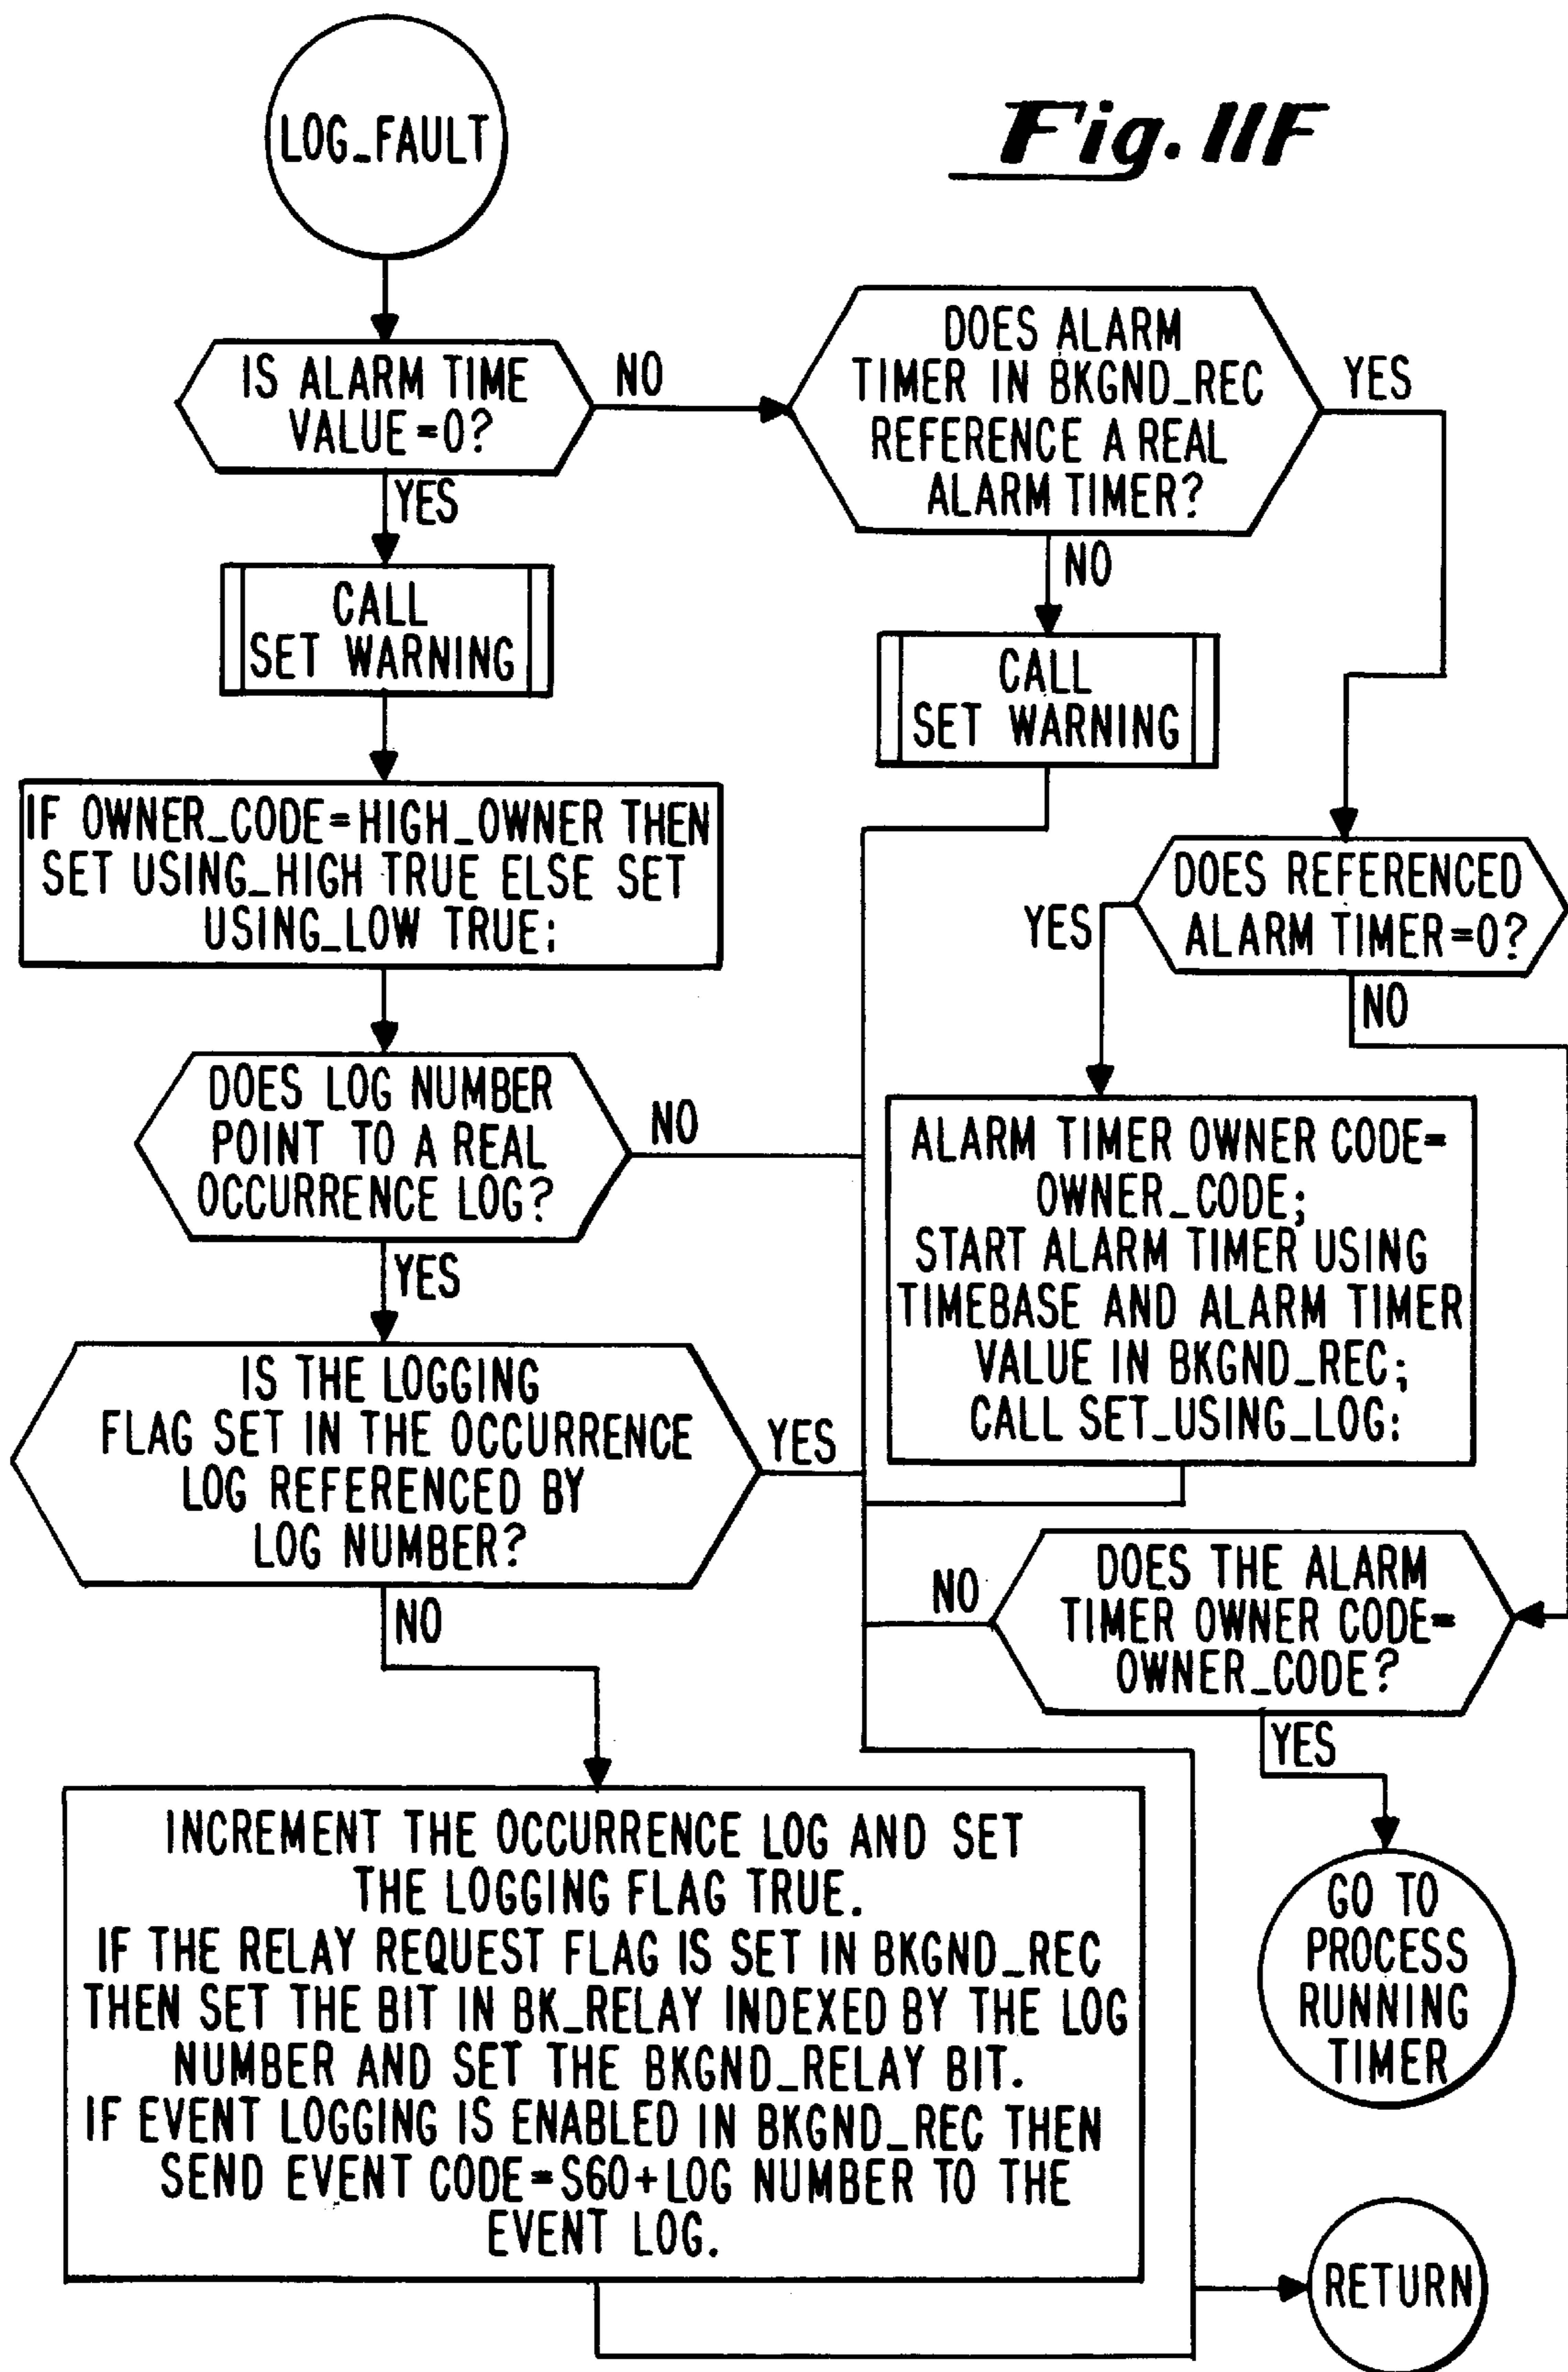 LOG_FAULT
Fig. 11F
IS ALARM TIME
VALUE=0?
NO
YES
DOES ALARM
TIMER IN BKGND_REC
REFERENCE A REAL
ALARM TIMER?
YES
NO
CALL
SET WARNING
CALL
SET WARNING
IF OWNER_CODE=HIGH_OWNER THEN
SET USING_HIGH TRUE ELSE SET
USING_LOW TRUE:
DOES REFERENCED
ALARM TIMER=0?
YES
NO
DOES LOG NUMBER
POINT TO A REAL
OCCURRENCE LOG?
NO
YES
ALARM TIMER OWNER CODE=
OWNER_CODE;
START ALARM TIMER USING
TIMEBASE AND ALARM TIMER
VALUE IN BKGND_REC;
CALL SET_USING_LOG:
IS THE LOGGING
FLAG SET IN THE OCCURRENCE
LOG REFERENCED BY
LOG NUMBER?
YES
NO
DOES THE ALARM
TIMER OWNER CODE=
OWNER_CODE?
NO
YES
GO TO
PROCESS
RUNNING
TIMER
INCREMENT THE OCCURRENCE LOG AND SET
THE LOGGING FLAG TRUE.
IF THE RELAY REQUEST FLAG IS SET IN BKGND_REC
THEN SET THE BIT IN BK_RELAY INDEXED BY THE LOG
NUMBER AND SET THE BKGND_RELAY BIT.
IF EVENT LOGGING IS ENABLED IN BKGND_REC THEN
SEND EVENT CODE=S60+LOG NUMBER TO THE
EVENT LOG.
RETURN